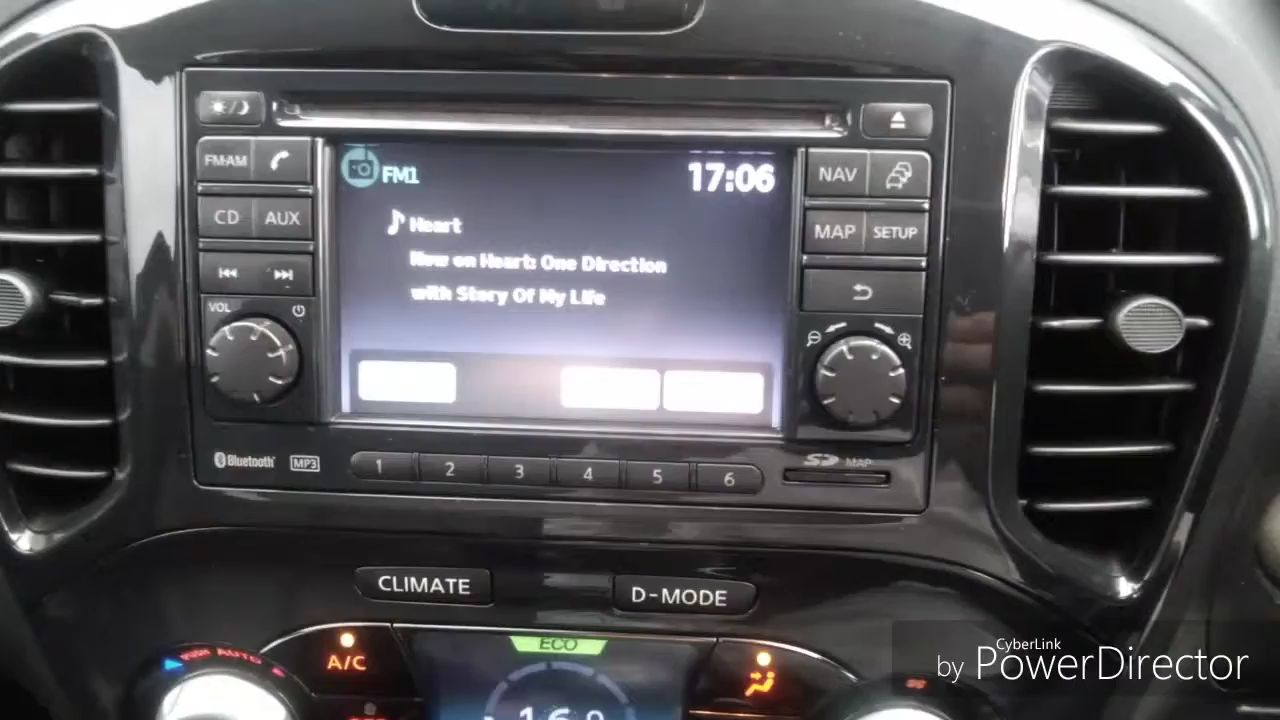 FM·AM
CD AUX
VOL
FM1
17:06
Heart
Now on Heart: One Direction
with Story Of My Life
NAV
MAP SETUP
Bluetooth MP3
1 2 3 4 5 6
SD MAP
CLIMATE
D-MODE
ECO
PUSH AUTO
A/C
CyberLink
by PowerDirector